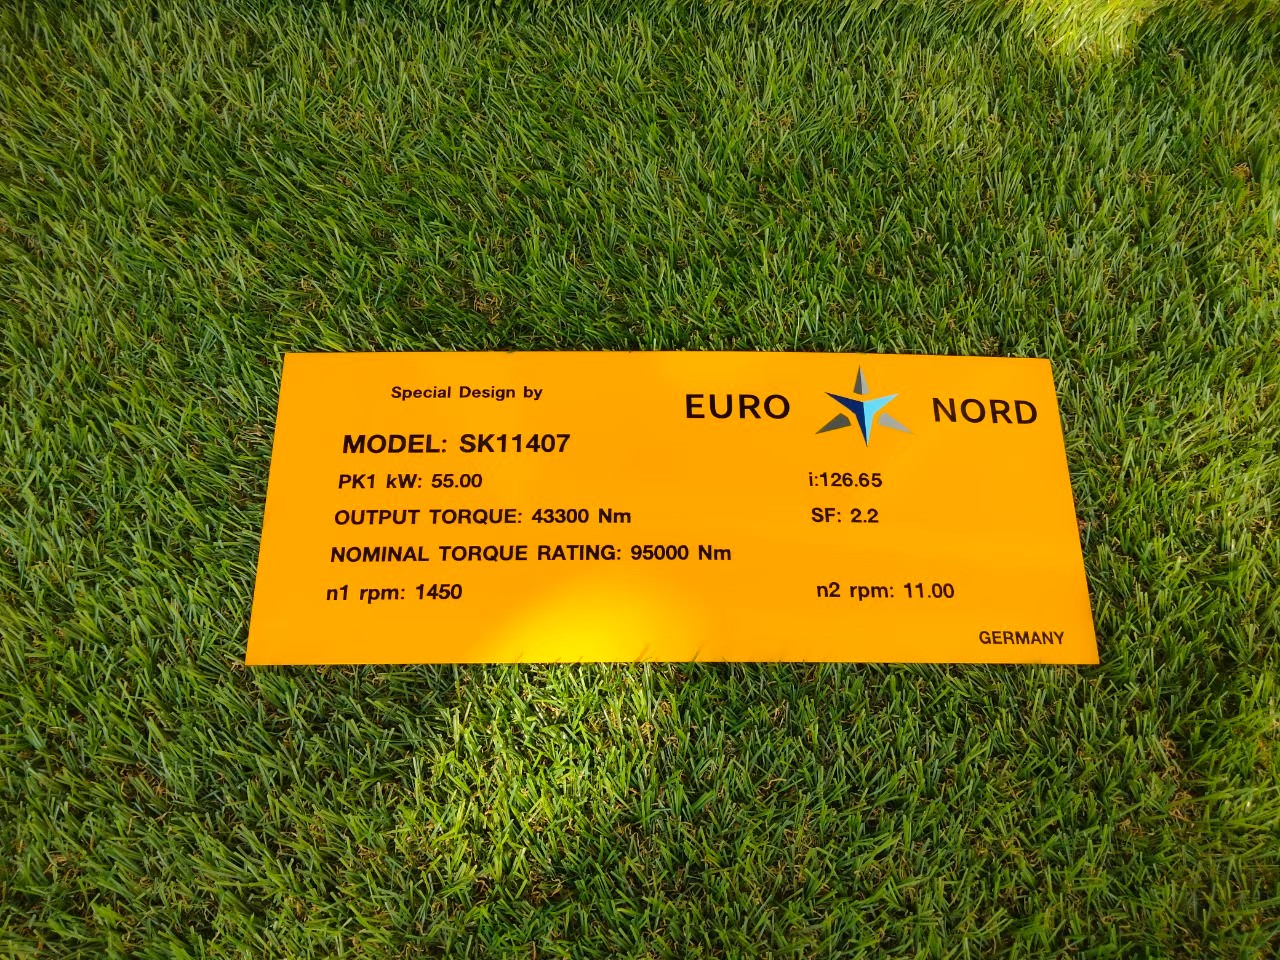 Special Design by
EURO NORD
MODEL: SK11407
PK1 kW: 55.00 i:126.65
OUTPUT TORQUE: 43300 Nm SF: 2.2
NOMINAL TORQUE RATING: 95000 Nm
n1 rpm: 1450 n2 rpm: 11.00
GERMANY